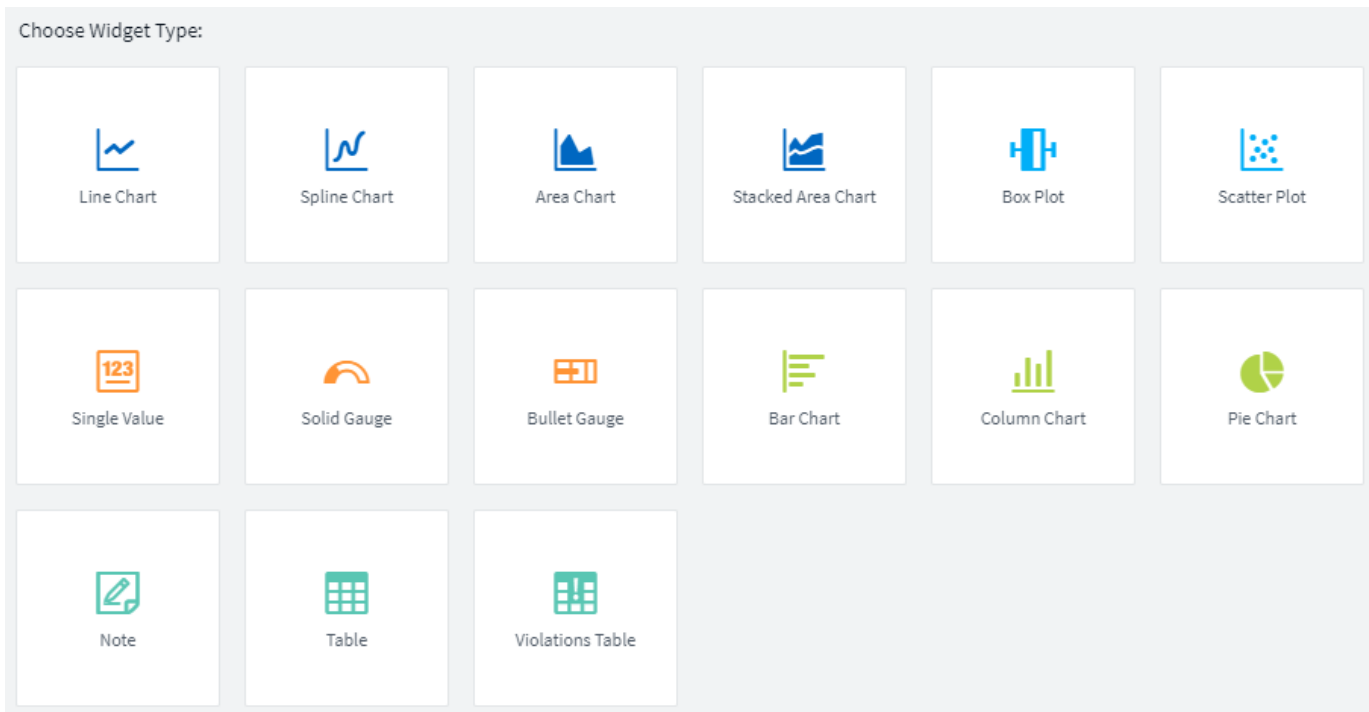 Choose Widget Type:
Line Chart
Spline Chart
Area Chart
Stacked Area Chart
Box Plot
Scatter Plot
123
Single Value
Solid Gauge
Bullet Gauge
Bar Chart
Column Chart
Pie Chart
Note
Table
!
Violations Table